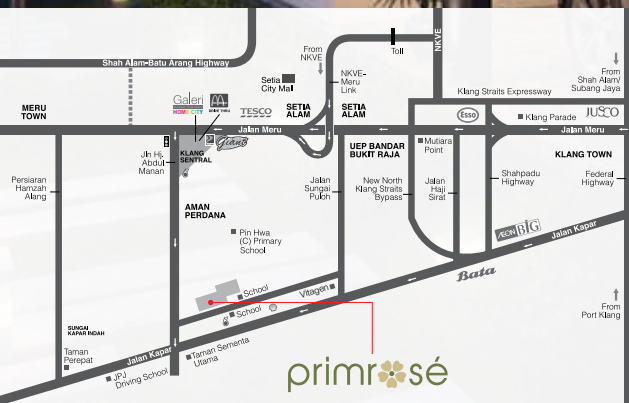 Shah Alam-Batu Arang Highway
From
NKVE
Toll
NKVE
Setia
City Mall
NKVE-
Meru
Link
From
Shah Alam/
Subang Jaya
Klang Straits Expressway
MERU
TOWN
Galeri
HOME CITY
DRIVE THRU
TESCO
SETIA
ALAM
SETIA
ALAM
Esso
Klang Parade
JUSCO
Jalan Meru
Jalan Meru
Giant
Jln Hj.
Abdul
Manan
KLANG
SENTRAL
UEP BANDAR
BUKIT RAJA
Mutiara
Point
KLANG TOWN
Persiaran
Hamzah
Alang
Jalan
Sungai
Puloh
New North
Klang Straits
Bypass
Jalan
Haji
Sirat
Shahpadu
Highway
Federal
Highway
AMAN
PERDANA
Pin Hwa
(C) Primary
School
AEON BIG
Jalan Kapar
Bata
School
Vitagen
School
From
Port Klang
SUNGAI
KAPAR INDAH
Taman
Perepat
Jalan Kapar
Taman Sementa
Utama
JPJ
Driving School
primrosé